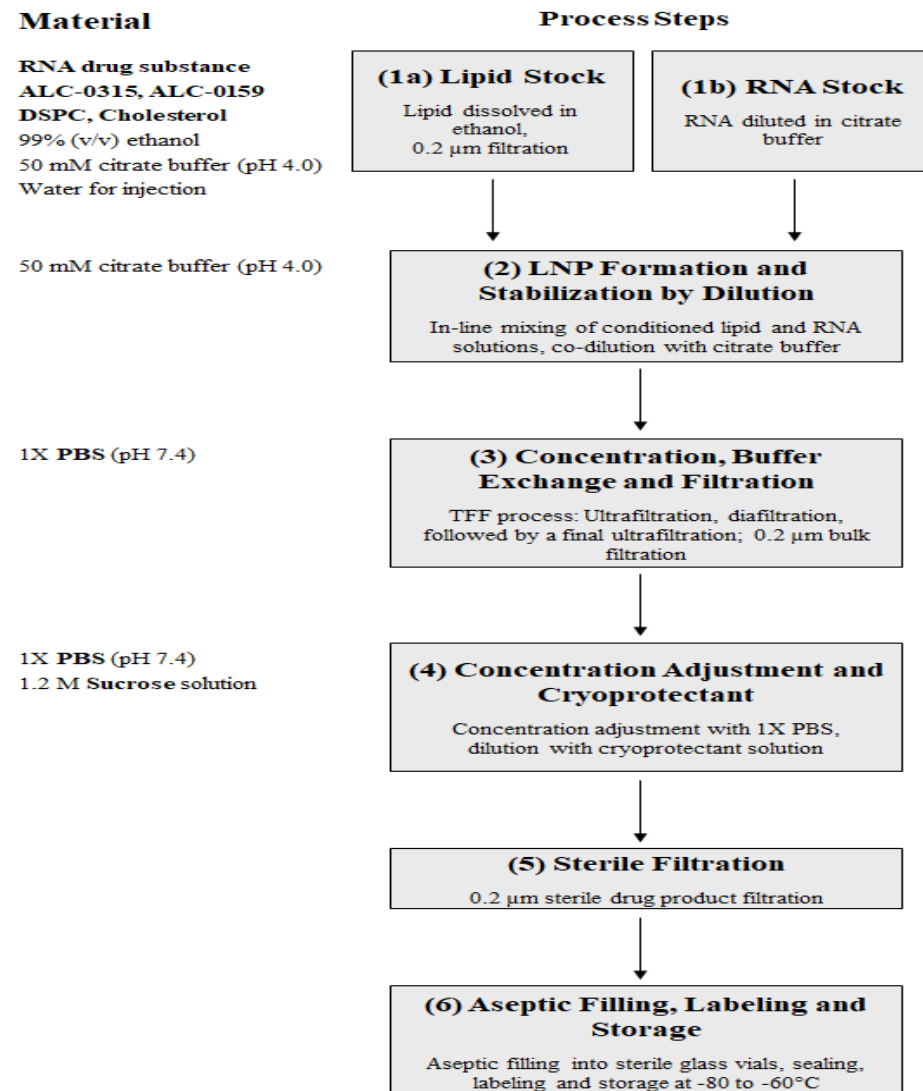 Material
Process Steps
RNA drug substance
ALC-0315, ALC-0159
DSPC, Cholesterol
99% (v/v) ethanol
50 mM citrate buffer (pH 4.0)
Water for injection
(1a) Lipid Stock
Lipid dissolved in
ethanol,
0.2 µm filtration
(1b) RNA Stock
RNA diluted in citrate
buffer
50 mM citrate buffer (pH 4.0)
(2) LNP Formation and
Stabilization by Dilution
In-line mixing of conditioned lipid and RNA
solutions, co-dilution with citrate buffer
1X PBS (pH 7.4)
(3) Concentration, Buffer
Exchange and Filtration
TFF process: Ultrafiltration, diafiltration,
followed by a final ultrafiltration; 0.2 µm bulk
filtration
1X PBS (pH 7.4)
1.2 M Sucrose solution
(4) Concentration Adjustment and
Cryoprotectant
Concentration adjustment with 1X PBS,
dilution with cryoprotectant solution
(5) Sterile Filtration
0.2 µm sterile drug product filtration
(6) Aseptic Filling, Labeling and
Storage
Aseptic filling into sterile glass vials, sealing,
labeling and storage at -80 to -60°C